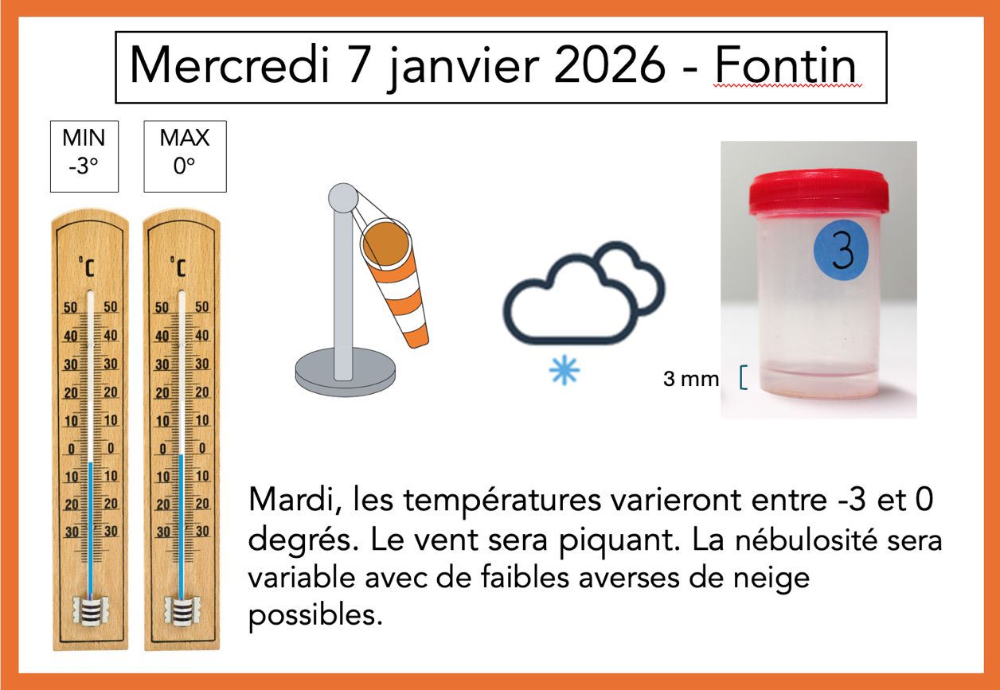 Mercredi 7 janvier 2026 - Fontin
MIN
-3°
MAX
0°
°C
°C
50 50
40 40
30 30
20 20
10 10
0 0
10 10
20 20
30 30
50 50
40 40
30 30
20 20
10 10
0 0
10 10
20 20
30 30
3
3 mm
Mardi, les températures varieront entre -3 et 0
degrés. Le vent sera piquant. La nébulosité sera
variable avec de faibles averses de neige
possibles.